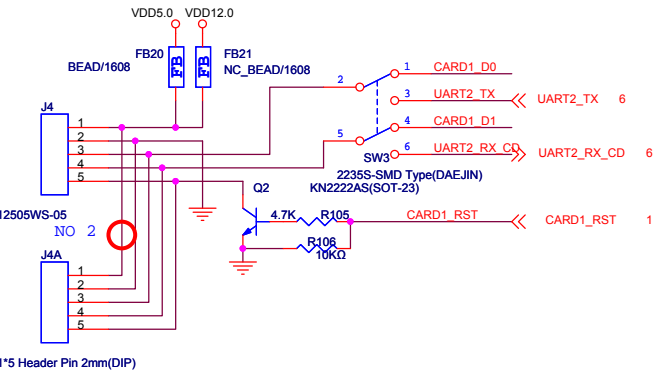 VDD5.0 VDD12.0
FB20 FB21
BEAD/1608 NC_BEAD/1608
FB FB
1 CARD1_D0
2
3 UART2_TX UART2_TX 6
J4
4 CARD1_D1
1
2
3
4
5
5
6 UART2_RX_CD UART2_RX_CD 6
SW3
2235S-SMD Type(DAEJIN)
Q2 KN2222AS(SOT-23)
12505WS-05
4.7K R105 CARD1_RST CARD1_RST 1
NO 2
R106
10KΩ
J4A
1
2
3
4
5
1*5 Header Pin 2mm(DIP)